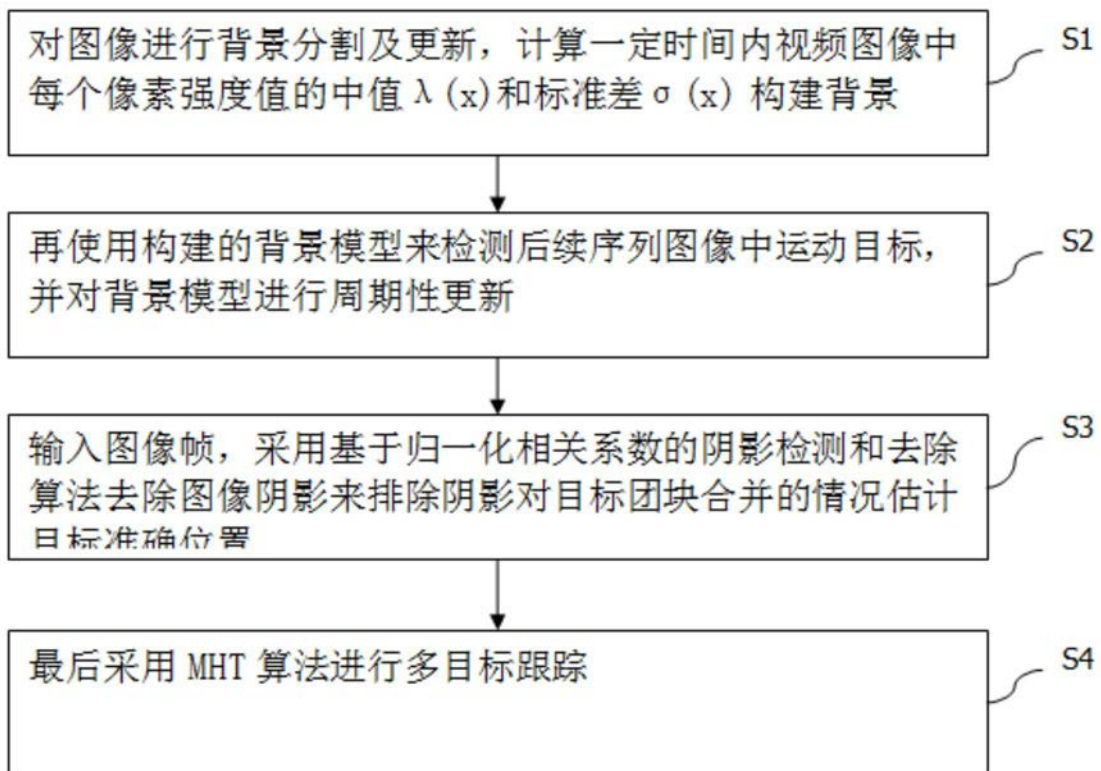 对图像进行背景分割及更新，计算一定时间内视频图像中
每个像素强度值的中值λ(x)和标准差σ(x) 构建背景
S1
再使用构建的背景模型来检测后续序列图像中运动目标，
并对背景模型进行周期性更新
S2
输入图像帧，采用基于归一化相关系数的阴影检测和去除
算法去除图像阴影来排除阴影对目标团块合并的情况估计
目标准确位置
S3
最后采用 MHT 算法进行多目标跟踪
S4